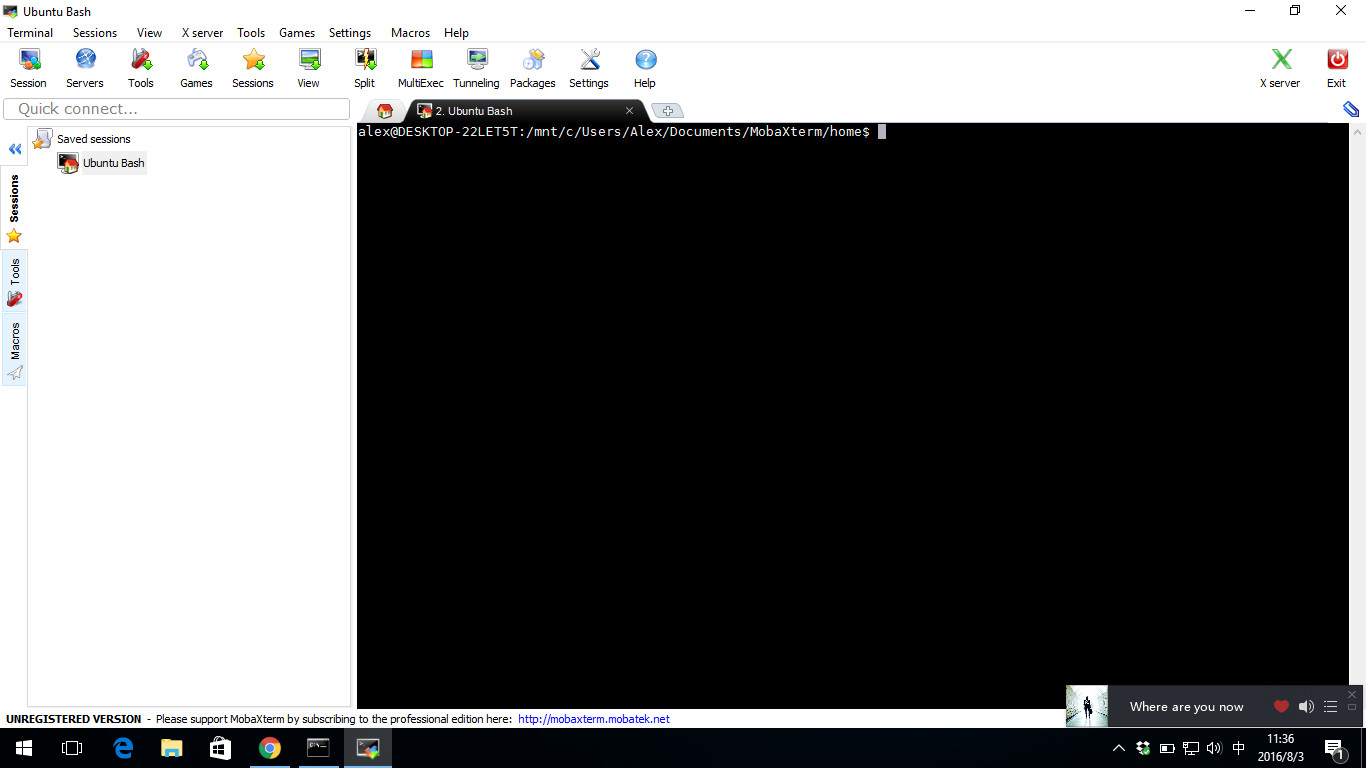 Ubuntu Bash
Terminal Sessions View X server Tools Games Settings Macros Help
Session Servers Tools Games Sessions View Split MultiExec Tunneling Packages Settings Help X server Exit
Quick connect...
2. Ubuntu Bash
alex@DESKTOP-22LET5T:/mnt/c/Users/Alex/Documents/MobaXterm/home$
Saved sessions
Ubuntu Bash
Sessions
Tools
Macros
Where are you now
UNREGISTERED VERSION - Please support MobaXterm by subscribing to the professional edition here: http://mobaxterm.mobatek.net
中
11:36
2016/8/3
1